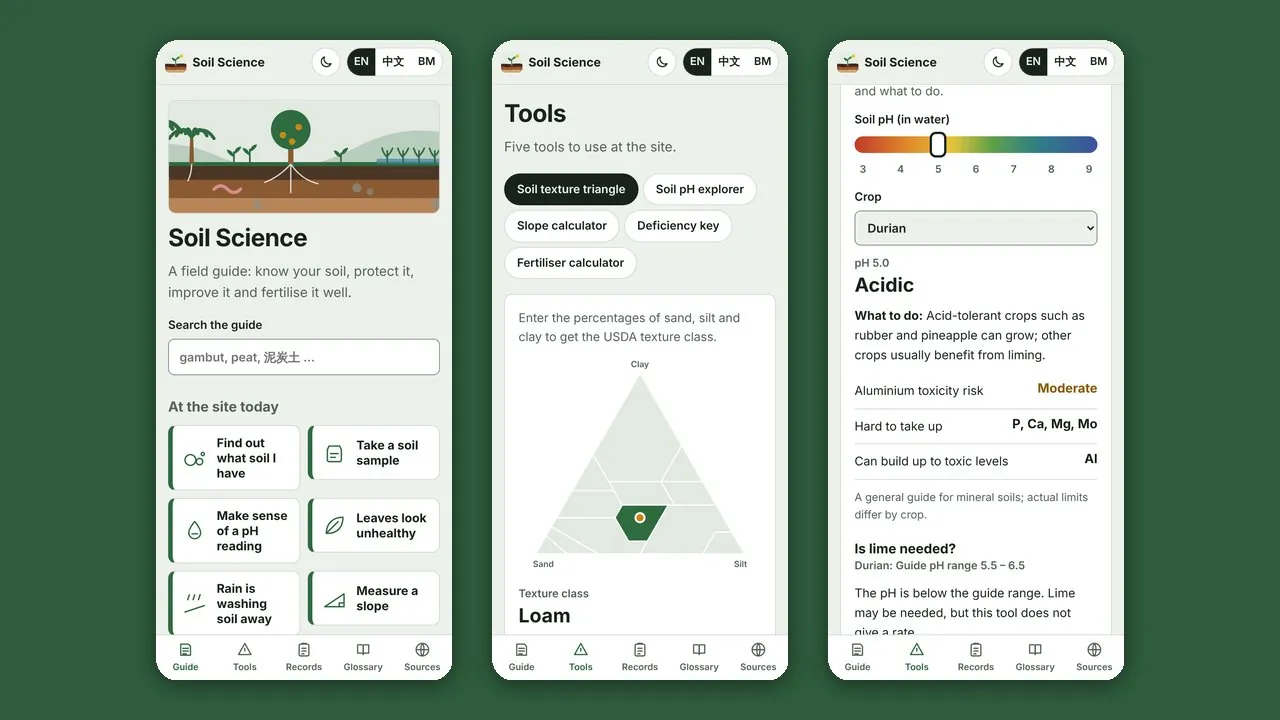 Soil Science
EN 中文 BM
Soil Science
A field guide: know your soil, protect it,
improve it and fertilise it well.
Search the guide
gambut, peat, 泥炭土 ...
At the site today
Find out
what soil I
have
Take a soil
sample
Make sense
of a pH
reading
Leaves look
unhealthy
Rain is
washing
soil away
Measure a
slope
Guide Tools Records Glossary Sources
Soil Science
EN 中文 BM
Tools
Five tools to use at the site.
Soil texture triangle Soil pH explorer
Slope calculator Deficiency key
Fertiliser calculator
Enter the percentages of sand, silt and
clay to get the USDA texture class.
Clay
Sand Silt
Texture class
Loam
Guide Tools Records Glossary Sources
Soil Science
EN 中文 BM
and what to do.
Soil pH (in water)
3 4 5 6 7 8 9
Crop
Durian
pH 5.0
Acidic
What to do: Acid-tolerant crops such as
rubber and pineapple can grow; other
crops usually benefit from liming.
Aluminium toxicity risk Moderate
Hard to take up P, Ca, Mg, Mo
Can build up to toxic levels Al
A general guide for mineral soils; actual limits
differ by crop.
Is lime needed?
Durian: Guide pH range 5.5 – 6.5
The pH is below the guide range. Lime
may be needed, but this tool does not
give a rate
Guide Tools Records Glossary Sources